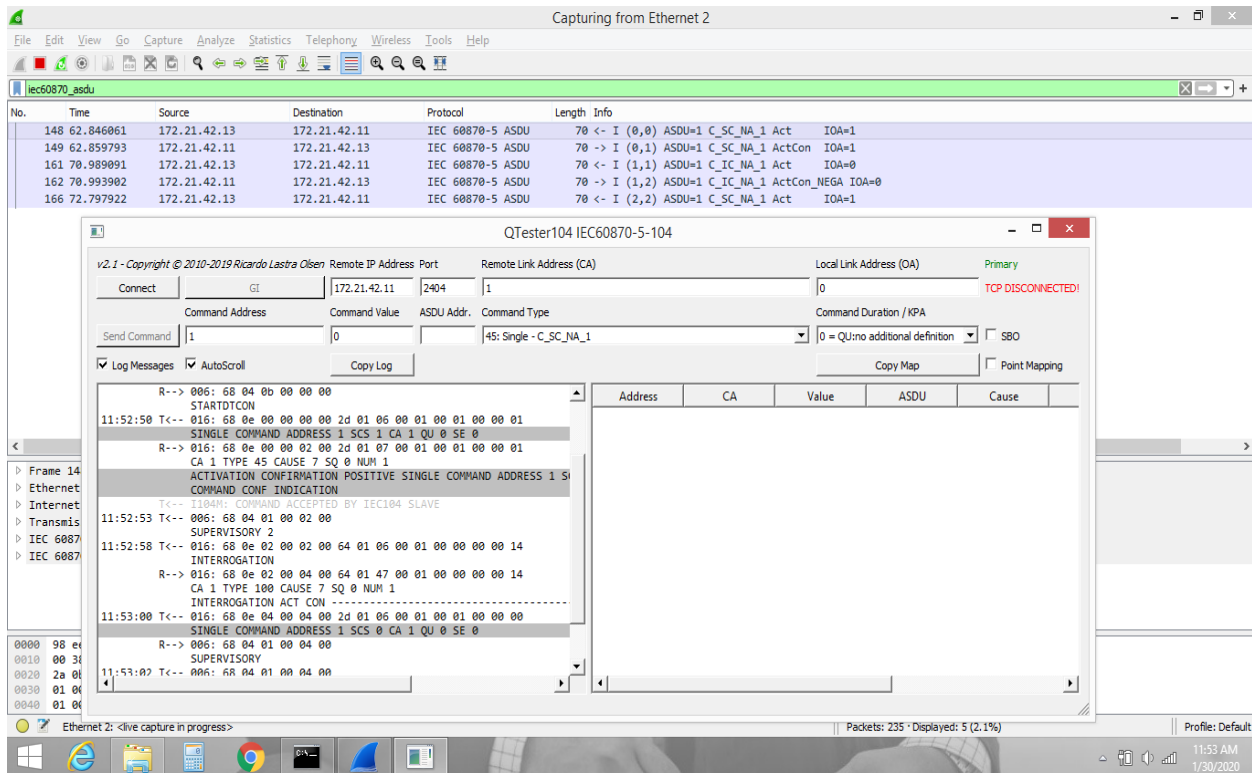 Capturing from Ethernet 2
File Edit View Go Capture Analyze Statistics Telephony Wireless Tools Help
iec60870_asdu
No. Time Source Destination Protocol Length Info
148 62.846061 172.21.42.13 172.21.42.11 IEC 60870-5 ASDU 70 <- I (0,0) ASDU=1 C_SC_NA_1 Act IOA=1
149 62.859793 172.21.42.11 172.21.42.13 IEC 60870-5 ASDU 70 -> I (0,1) ASDU=1 C_SC_NA_1 ActCon IOA=1
161 70.989091 172.21.42.13 172.21.42.11 IEC 60870-5 ASDU 70 <- I (1,1) ASDU=1 C_IC_NA_1 Act IOA=0
162 70.993902 172.21.42.11 172.21.42.13 IEC 60870-5 ASDU 70 -> I (1,2) ASDU=1 C_IC_NA_1 ActCon_NEGA IOA=0
166 72.797922 172.21.42.13 172.21.42.11 IEC 60870-5 ASDU 70 <- I (2,2) ASDU=1 C_SC_NA_1 Act IOA=1
QTester104 IEC60870-5-104
v2.1 - Copyright © 2010-2019 Ricardo Lastra Olsen Remote IP Address Port Remote Link Address (CA) Local Link Address (OA) Primary
Connect GI 172.21.42.11 2404 1 0 TCP DISCONNECTED!
Command Address Command Value ASDU Addr. Command Type Command Duration / KPA
Send Command 1 0 45: Single - C_SC_NA_1 0 = QU:no additional definition SBO
Log Messages AutoScroll Copy Log Copy Map Point Mapping
Address CA Value ASDU Cause
R--> 006: 68 04 0b 00 00 00
STARTDTCON
11:52:50 T<-- 016: 68 0e 00 00 00 00 2d 01 06 00 01 00 01 00 00 01
SINGLE COMMAND ADDRESS 1 SCS 1 CA 1 QU 0 SE 0
R--> 016: 68 0e 00 00 02 00 2d 01 07 00 01 00 01 00 00 01
CA 1 TYPE 45 CAUSE 7 SQ 0 NUM 1
ACTIVATION CONFIRMATION POSITIVE SINGLE COMMAND ADDRESS 1 S
COMMAND CONF INDICATION
T<-- I104M: COMMAND ACCEPTED BY IEC104 SLAVE
11:52:53 T<-- 006: 68 04 01 00 02 00
SUPERVISORY 2
11:52:58 T<-- 016: 68 0e 02 00 02 00 64 01 06 00 01 00 00 00 00 14
INTERROGATION
R--> 016: 68 0e 02 00 04 00 64 01 47 00 01 00 00 00 00 14
CA 1 TYPE 100 CAUSE 7 SQ 0 NUM 1
INTERROGATION ACT CON ------------------------------------
11:53:00 T<-- 016: 68 0e 04 00 04 00 2d 01 06 00 01 00 01 00 00 00
SINGLE COMMAND ADDRESS 1 SCS 0 CA 1 QU 0 SE 0
R--> 006: 68 04 01 00 04 00
SUPERVISORY
11:53:02 T<-- 006: 68 04 01 00 04 00
Frame 14
Ethernet
Internet
Transmis
IEC 6087
IEC 6087
0000 98 e
0010 00 3
0020 2a 0
0030 01 0
0040 01 0
Ethernet 2: <live capture in progress> Packets: 235 · Displayed: 5 (2.1%) Profile: Default
11:53 AM
1/30/2020